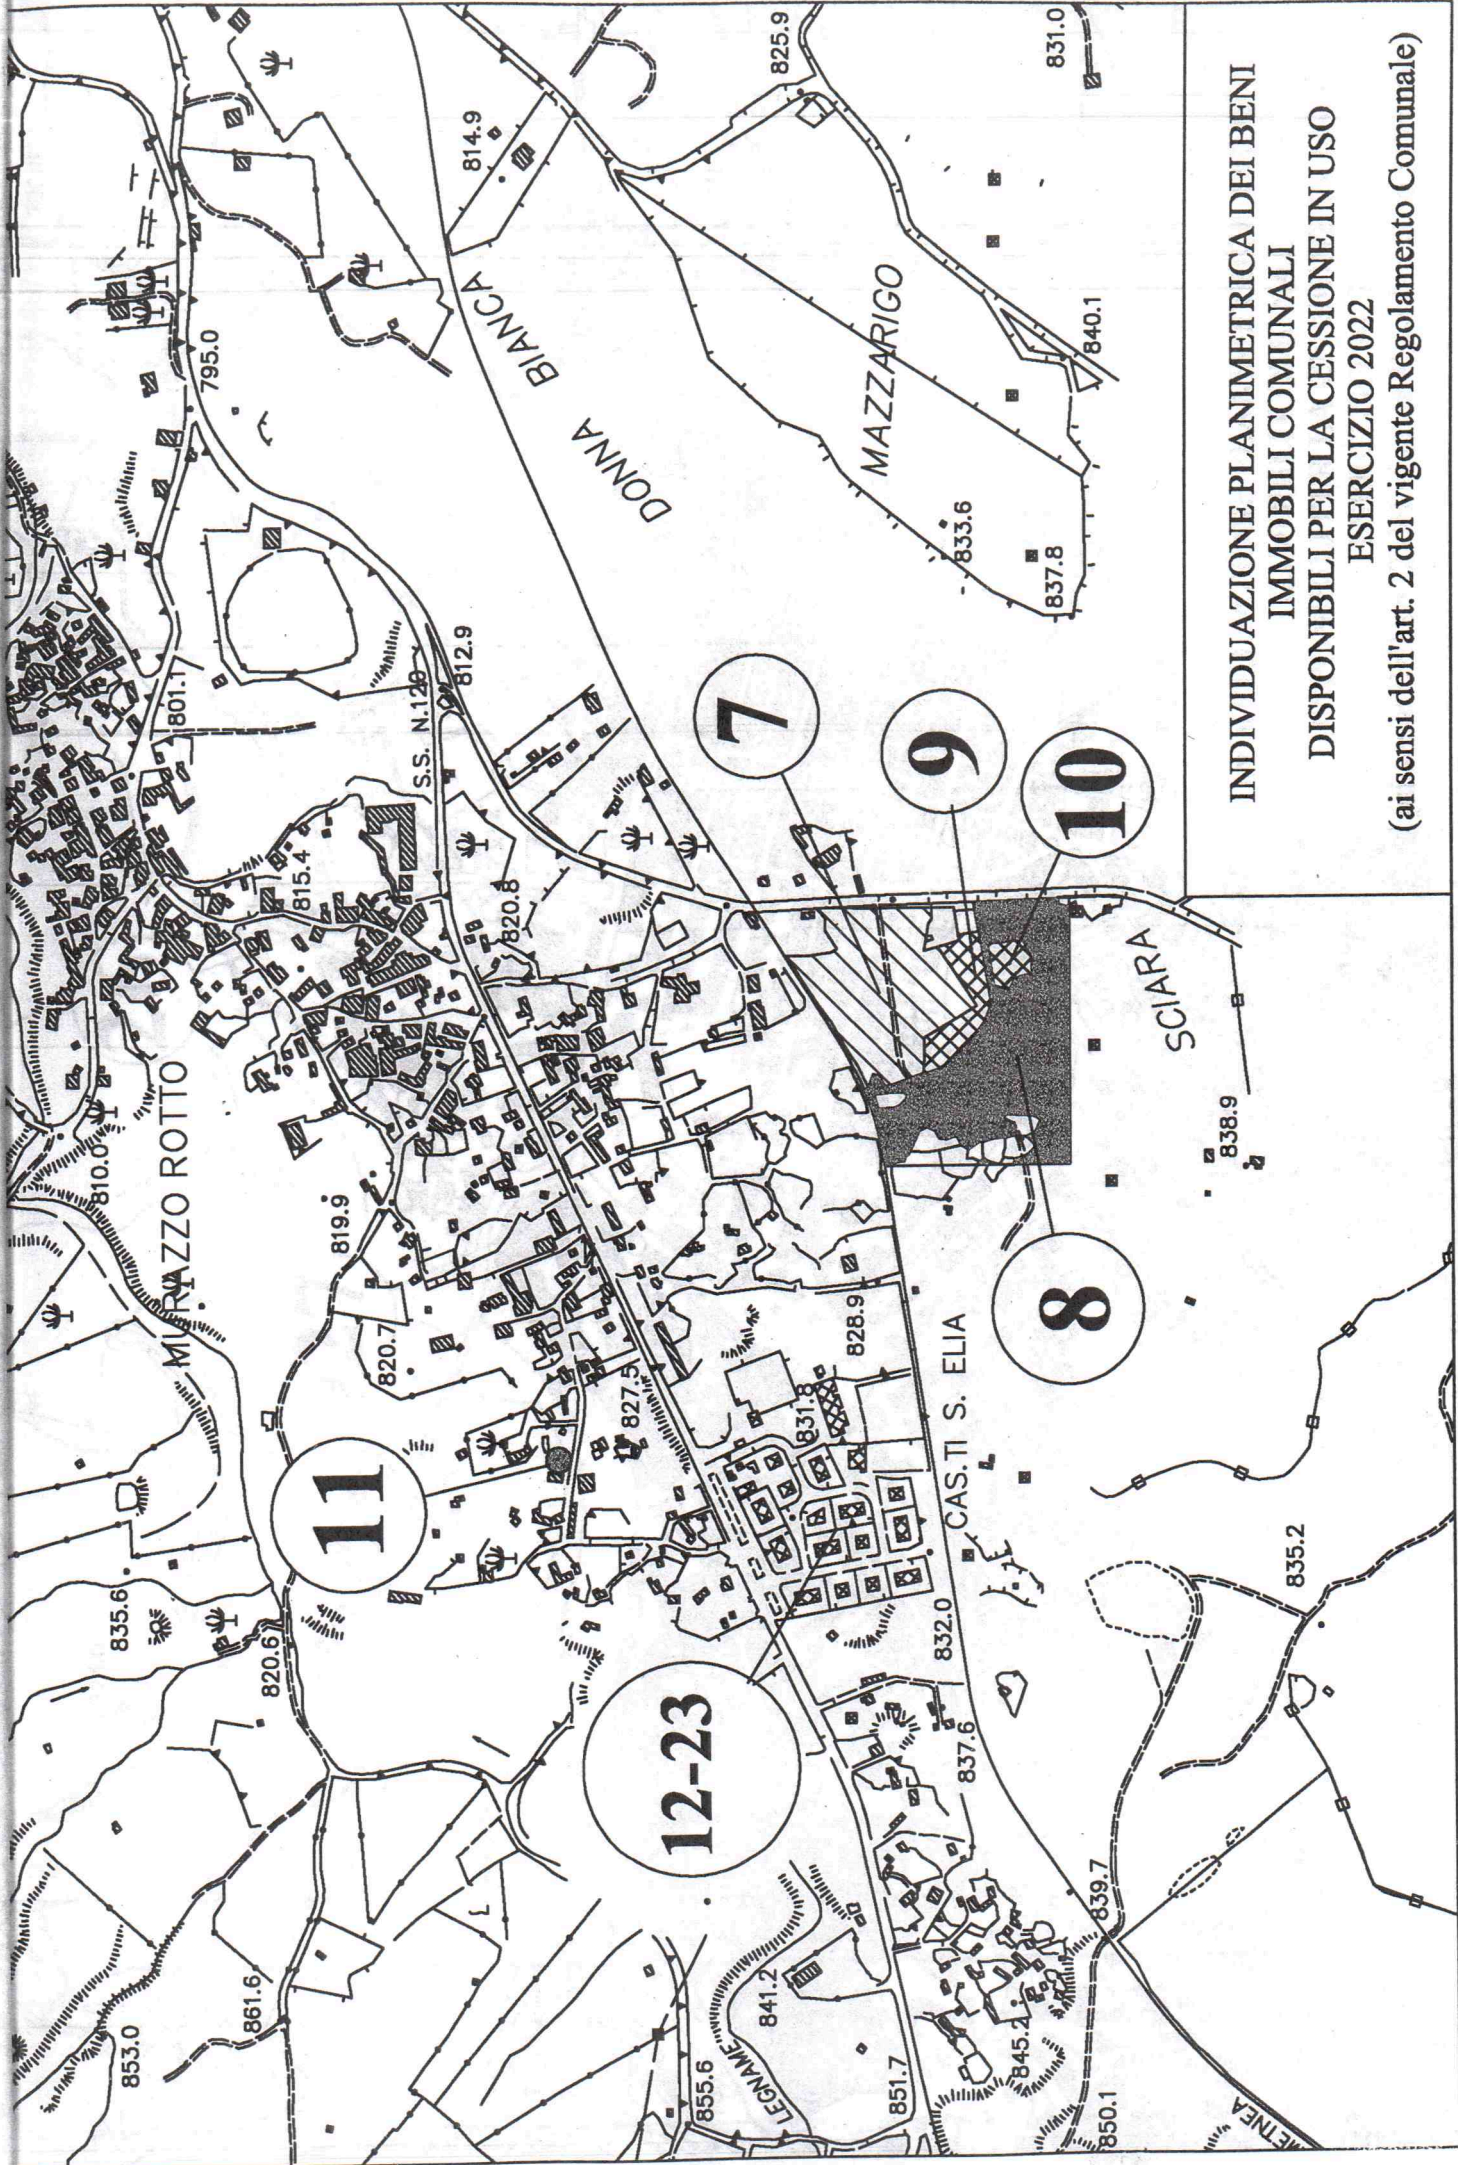 853.0
861.6
835.6
820.6
810.0
MURAZZO ROTTO
819.9
820.7
11
827.5
12-23
855.6
LEGNAME
841.2
851.7
845.2
850.1
METNEA
839.7
837.6
832.0
835.2
831.8
828.9
CAS.TI S. ELIA
8
838.9
SCIARA
815.4
801.1
S.S. N.120
812.9
820.8
795.0
814.9
825.9
831.0
DONNA BIANCA
MAZZARIGO
833.6
837.8
840.1
7
9
10
INDIVIDUAZIONE PLANIMETRICA DEI BENI
IMMOBILI COMUNALI
DISPONIBILI PER LA CESSIONE IN USO
ESERCIZIO 2022
(ai sensi dell'art. 2 del vigente Regolamento Comunale)